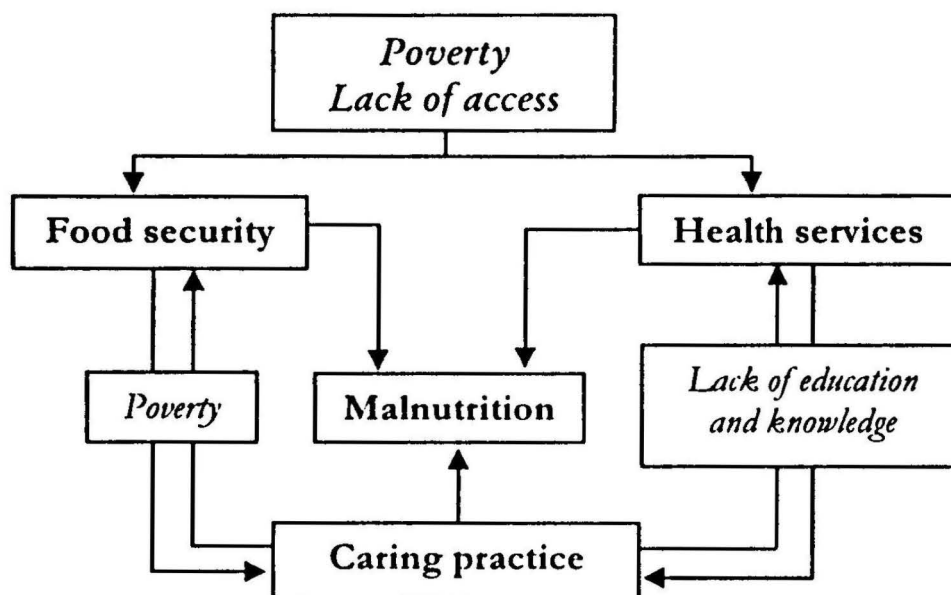 Poverty
Lack of access
Food security
Health services
Poverty
Malnutrition
Lack of education
and knowledge
Caring practice